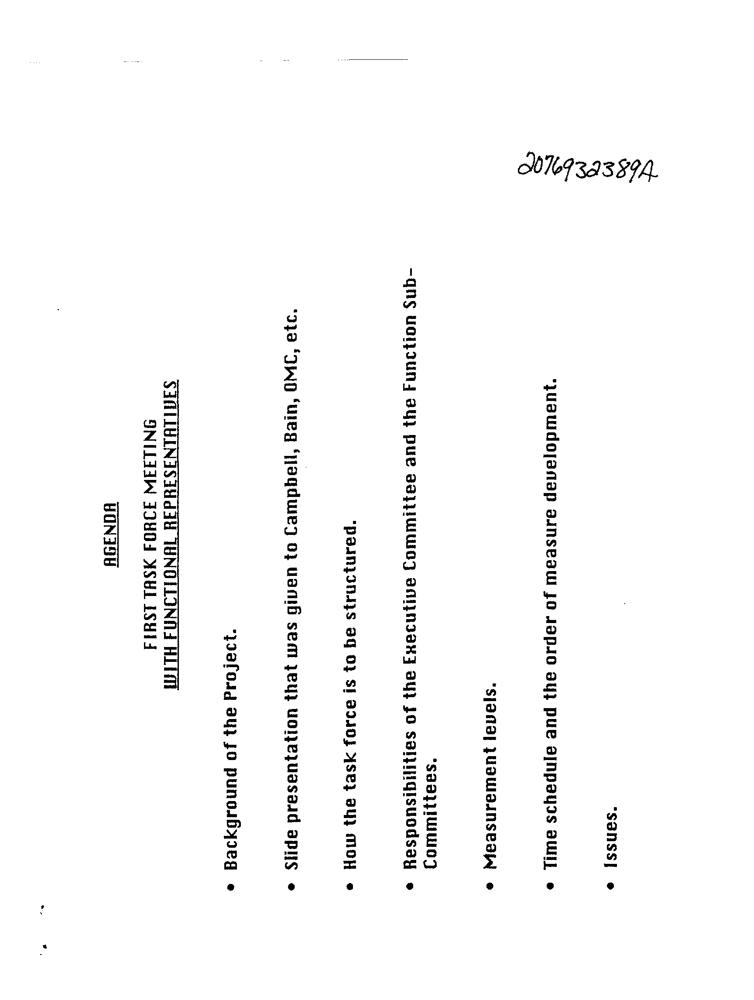 2076932389A
AGENDA
FIRST TASK FORCE MEETING
WITH FUNCTIONAL REPRESENTATIVES
• Background of the Project.
• Slide presentation that was given to Campbell, Bain, OMC, etc.
• How the task force is to be structured.
• Responsibilities of the Executive Committee and the Function Sub-
Committees.
• Measurement levels.
• Time schedule and the order of measure development.
• Issues.